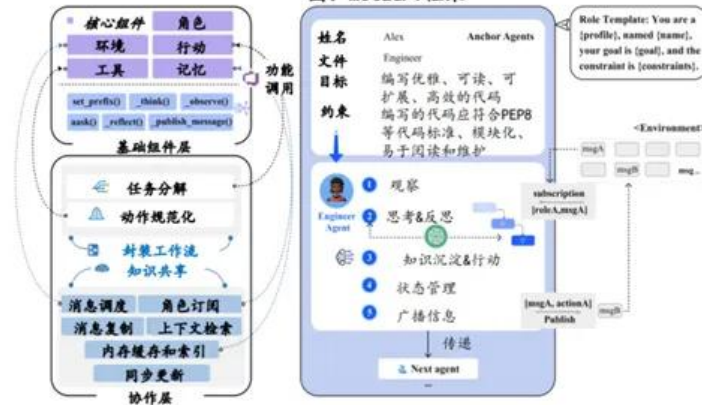 核心组件
角色
环境
行动
工具
记忆
功能
调用
set_prefix()
_think()
_observe()
aask()
_reflect()
_publish_message()
基础组件层
任务分解
动作规范化
封装工作流
知识共享
消息调度
角色订阅
消息复制
上下文检索
内存缓存和索引
同步更新
协作层
姓名
Alex
Anchor Agents
文件
Engineer
目标
编写优雅、可读、可
扩展、高效的代码
约束
编写的代码应符合PEP8
等代码标准、模块化、
易于阅读和维护
Engineer
Agent
1 观察
2 思考&反思
3 知识沉淀&行动
4 状态管理
5 广播信息
传递
Next agent
...
Role Template: You are a
{profile}, named {name},
your goal is {goal}, and the
constraint is {constraints}.
<Environment>
msgA
msgB
msg...
subscription
[roleA,msgA]
[msgA, actionA]
Publish
msgB